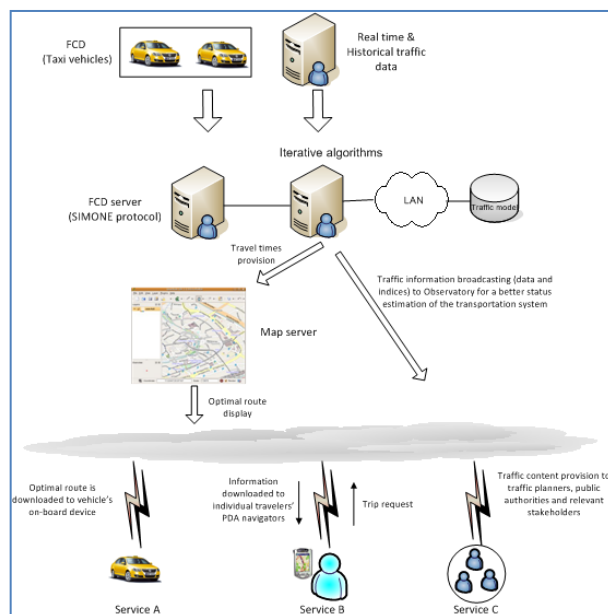 FCD
(Taxi vehicles)
Real time &
Historical traffic
data
Iterative algorithms
FCD server
(SIMONE protocol)
LAN
Traffic model
Travel times
provision
Traffic information broadcasting (data and
indices) to Observatory for a better status
estimation of the transportation system
Map server
Optimal route
display
Optimal route is
downloaded to vehicle's
on-board device
Information
downloaded to
individual travelers'
PDA navigators
Trip request
Traffic content provision to
traffic planners, public
authorities and relevant
stakeholders
Service A
Service B
Service C